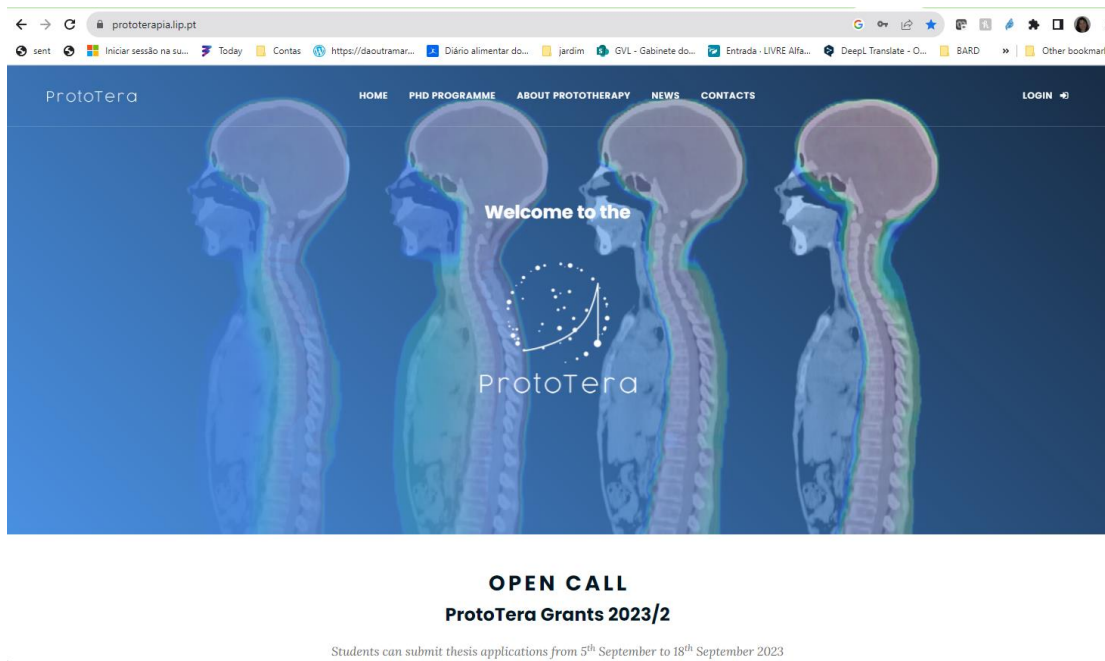 prototerapia.lip.pt
sent Iniciar sessão na su... Today Contas https://daoutramar... Diário alimentar do... jardim GVL - Gabinete do... Entrada · LIVRE Alfa... DeepL Translate - O... BARD » Other bookmar
ProtoTera HOME PHD PROGRAMME ABOUT PROTOTHERAPY NEWS CONTACTS LOGIN
Welcome to the
ProtoTera
OPEN CALL
ProtoTera Grants 2023/2
Students can submit thesis applications from 5th September to 18th September 2023